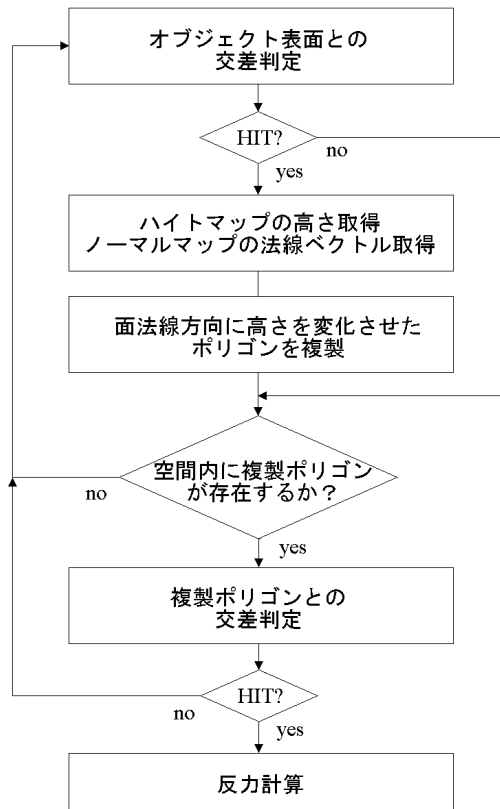 オブジェクト表面との
交差判定
HIT?
no
yes
ハイトマップの高さ取得
ノーマルマップの法線ベクトル取得
面法線方向に高さを変化させた
ポリゴンを複製
空間内に複製ポリゴン
が存在するか？
no
yes
複製ポリゴンとの
交差判定
HIT?
no
yes
反力計算